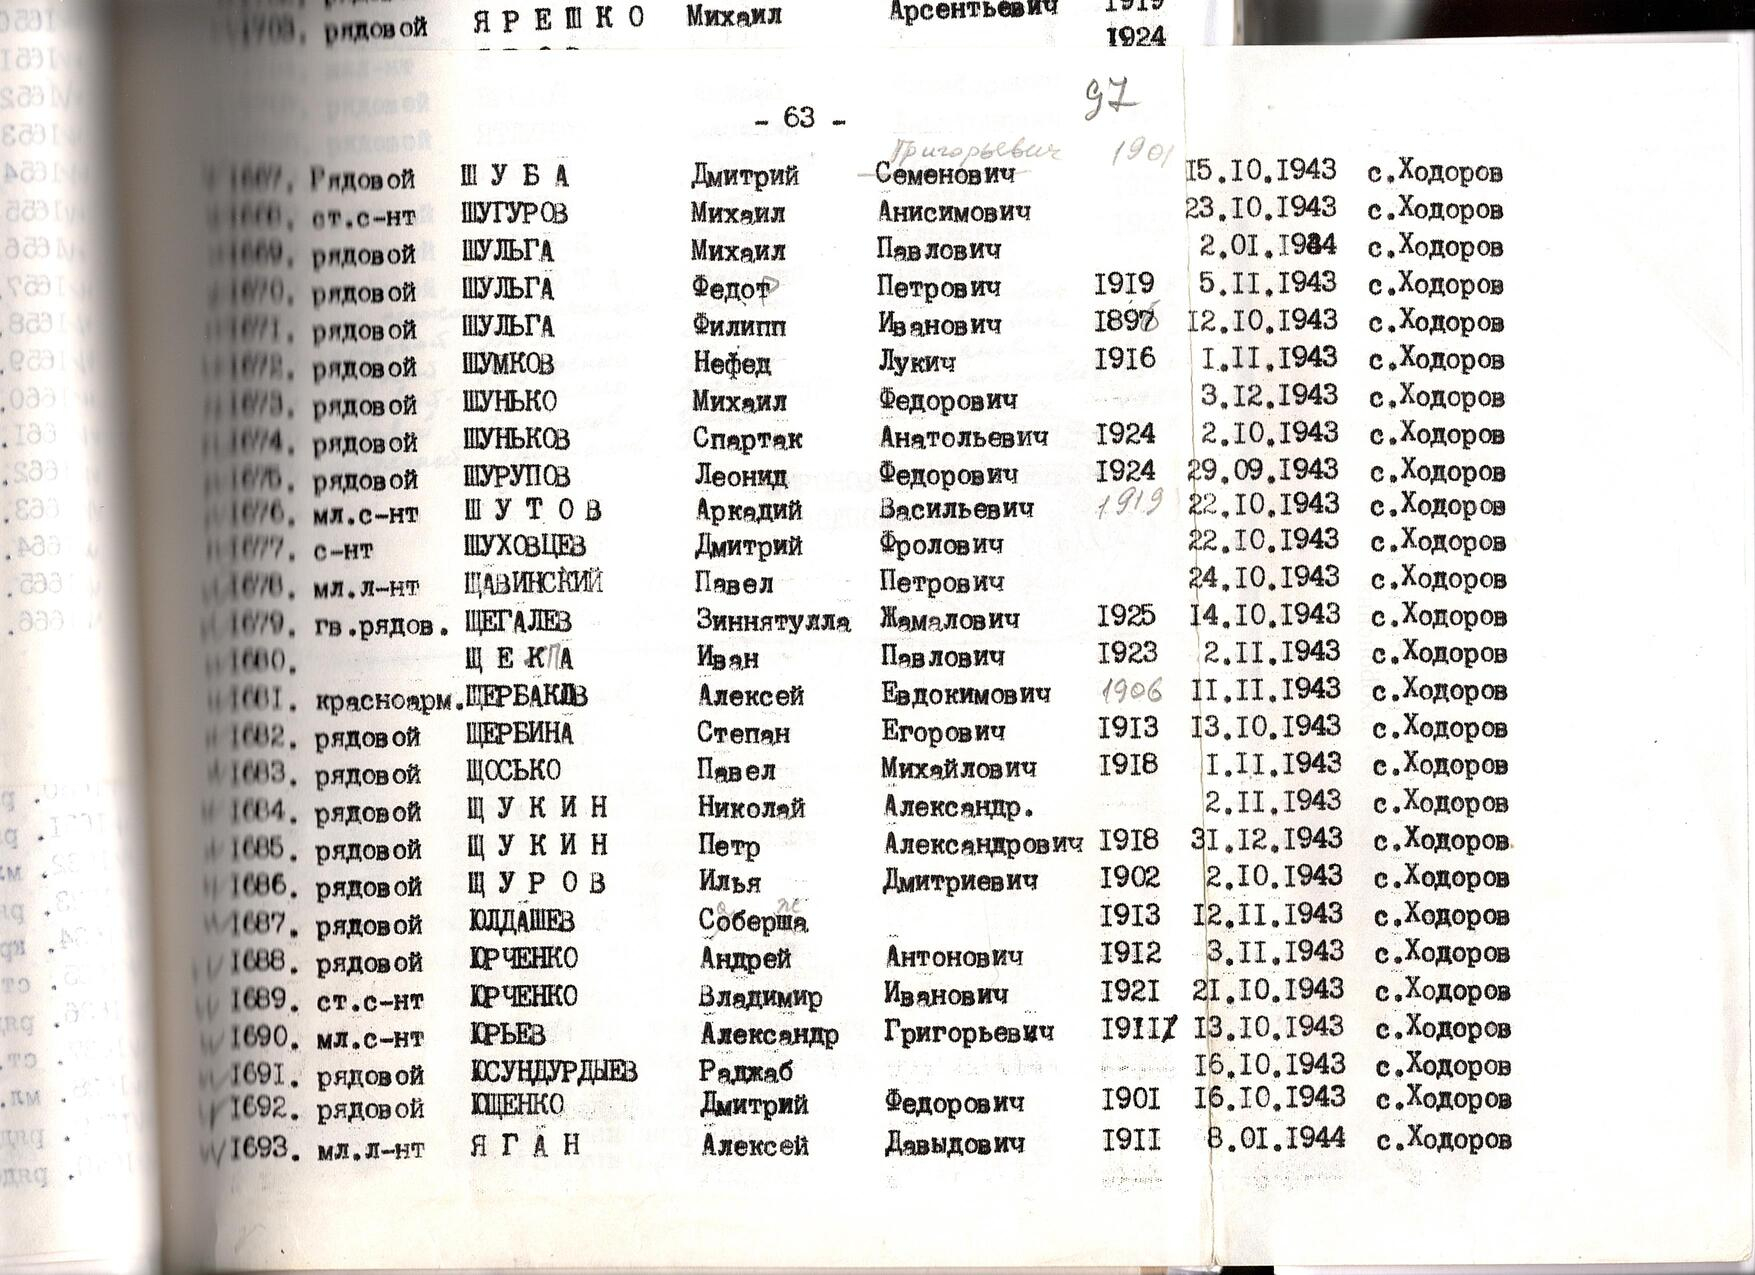 1703. рядовой ЯРЕШКО Михаил Арсентьевич 1919
1924
- 63 -
97
Григорьевич 1901
1667. Рядовой ШУБА Дмитрий Семенович 15.10.1943 с.Ходоров
1668. ст.с-нт ШУГУРОВ Михаил Анисимович 23.10.1943 с.Ходоров
1669. рядовой ШУЛЬГА Михаил Павлович 2.01.1944 с.Ходоров
1670. рядовой ШУЛЬГА Федот Петрович 1919 5.11.1943 с.Ходоров
1671. рядовой ШУЛЬГА Филипп Иванович 1897 12.10.1943 с.Ходоров
1672. рядовой ШУМКОВ Нефед Лукич 1916 1.11.1943 с.Ходоров
1673. рядовой ШУНЬКО Михаил Федорович 3.12.1943 с.Ходоров
1674. рядовой ШУНЬКОВ Спартак Анатольевич 1924 2.10.1943 с.Ходоров
1675. рядовой ШУРУПОВ Леонид Федорович 1924 29.09.1943 с.Ходоров
1676. мл.с-нт ШУТОВ Аркадий Васильевич 1919 22.10.1943 с.Ходоров
1677. с-нт ШУХОВЦЕВ Дмитрий Фролович 22.10.1943 с.Ходоров
1678. мл.л-нт ЩАВИНСКИЙ Павел Петрович 24.10.1943 с.Ходоров
1679. гв.рядов. ЩЕГАЛЕВ Зиннятулла Жамалович 1925 14.10.1943 с.Ходоров
1680. ЩЕКПА Иван Павлович 1923 2.11.1943 с.Ходоров
1681. красноарм. ЩЕРБАКОВ Алексей Евдокимович 1906 11.11.1943 с.Ходоров
1682. рядовой ЩЕРБИНА Степан Егорович 1913 13.10.1943 с.Ходоров
1683. рядовой ЩОСЬКО Павел Михайлович 1918 1.11.1943 с.Ходоров
1684. рядовой ЩУКИН Николай Александр. 2.11.1943 с.Ходоров
1685. рядовой ЩУКИН Петр Александрович 1918 31.12.1943 с.Ходоров
1686. рядовой ЩУРОВ Илья Дмитриевич 1902 2.10.1943 с.Ходоров
1687. рядовой ЮЛДАШЕВ Соберша 1913 12.11.1943 с.Ходоров
1688. рядовой ЮРЧЕНКО Андрей Антонович 1912 3.11.1943 с.Ходоров
1689. ст.с-нт ЮРЧЕНКО Владимир Иванович 1921 21.10.1943 с.Ходоров
1690. мл.с-нт ЮРЬЕВ Александр Григорьевич 1911 13.10.1943 с.Ходоров
1691. рядовой ЮСУНДУРДЫЕВ Раджаб 16.10.1943 с.Ходоров
1692. рядовой ЮЩЕНКО Дмитрий Федорович 1901 16.10.1943 с.Ходоров
1693. мл.л-нт ЯГАН Алексей Давыдович 1911 8.01.1944 с.Ходоров